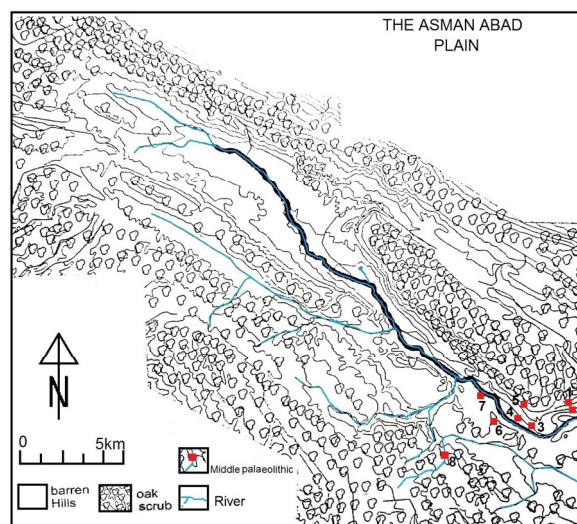 THE ASMAN ABAD
PLAIN
1
5
4
3
7
6
8
N
0
5km
Middle palaeolithic
barren
Hills
oak
scrub
River